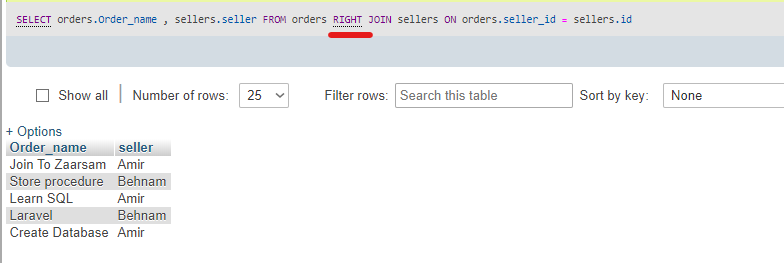 SELECT orders.Order_name , sellers.seller FROM orders RIGHT JOIN sellers ON orders.seller_id = sellers.id
Show all Number of rows: 25 Filter rows: Search this table Sort by key: None
+ Options
Order_name seller
Join To Zaarsam Amir
Store procedure Behnam
Learn SQL Amir
Laravel Behnam
Create Database Amir